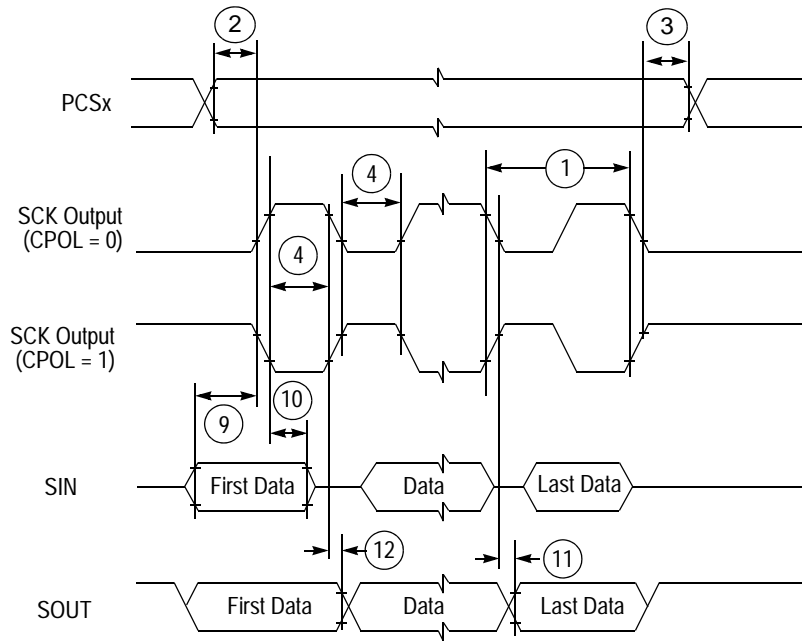 2
3
PCSx
4
1
SCK Output
(CPOL = 0)
4
SCK Output
(CPOL = 1)
9
10
SIN
First Data
Data
Last Data
12
11
SOUT
First Data
Data
Last Data